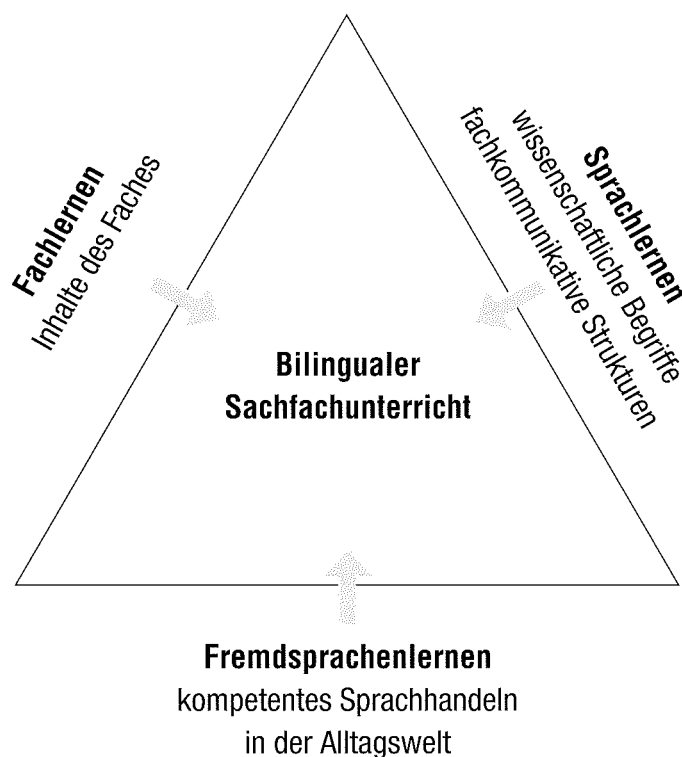 Fachlernen
Inhalte des Faches
Sprachlernen
wissenschaftliche Begriffe
fachkommunikative Strukturen
Bilingualer
Sachfachunterricht
Fremdsprachenlernen
kompetentes Sprachhandeln
in der Alltagswelt